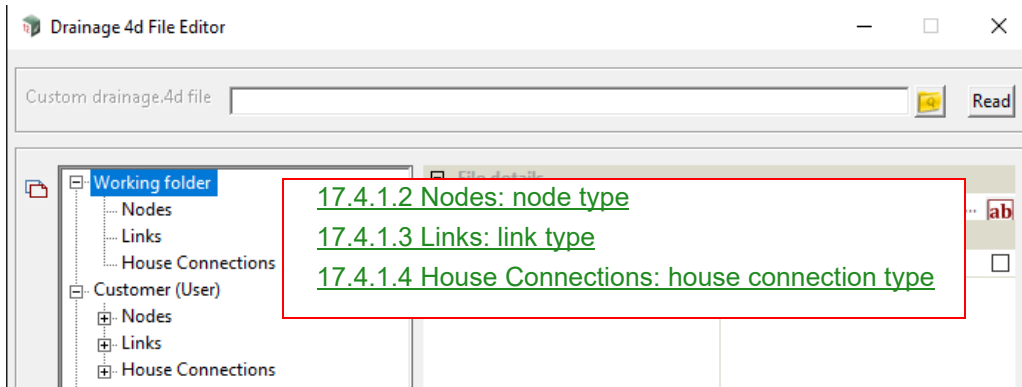 Drainage 4d File Editor
Custom drainage.4d file
Read
Working folder
Nodes
Links
House Connections
Customer (User)
Nodes
Links
House Connections
File details
17.4.1.2 Nodes: node type
17.4.1.3 Links: link type
17.4.1.4 House Connections: house connection type
ab